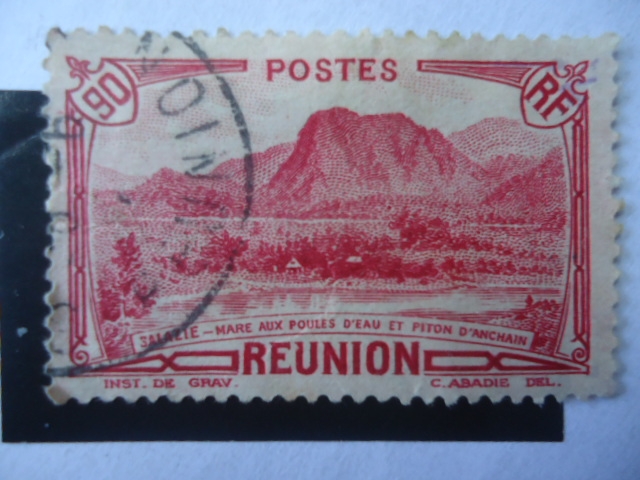 POSTES
90
RF
SALAZIE – MARE AUX POULES D'EAU ET PITON D'ANCHAIN
REUNION
INST. DE GRAV.
C. ABADIE DEL.